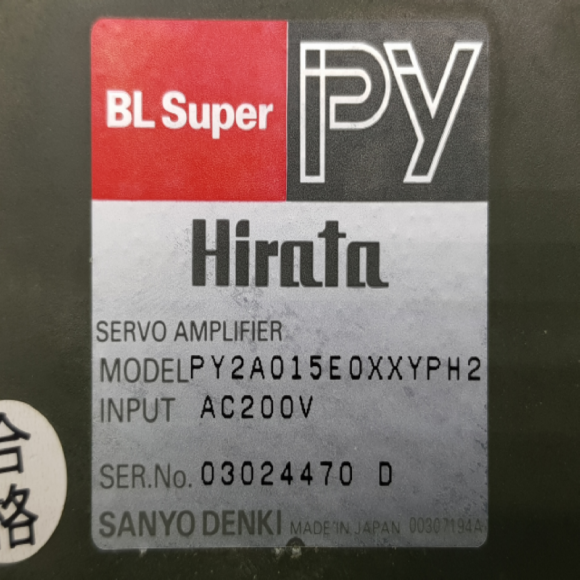 BL Super PY
Hirata
SERVO AMPLIFIER
MODEL PY2A015E0XXYPH2
INPUT AC200V
SER.No. 03024470 D
SANYO DENKI MADE IN JAPAN 00307194A
合格